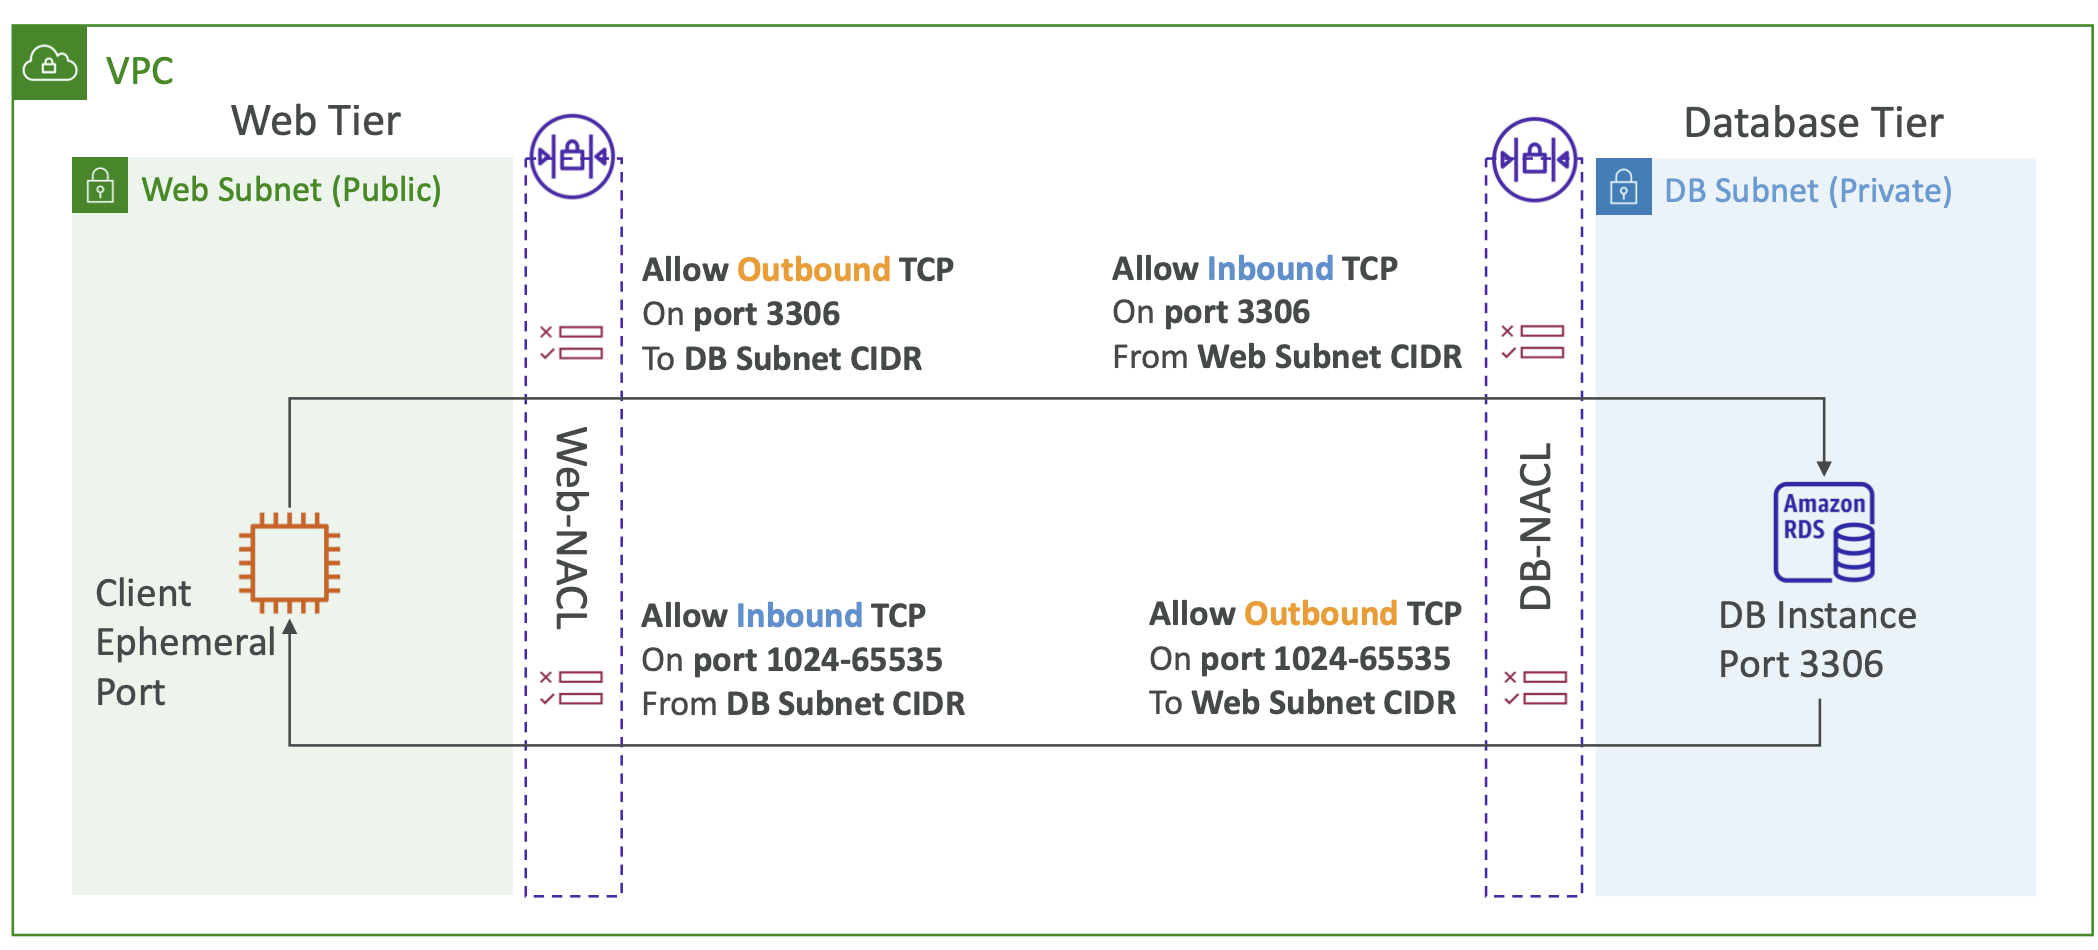 VPC
Web Tier
Database Tier
Web Subnet (Public)
DB Subnet (Private)
Allow Outbound TCP
On port 3306
To DB Subnet CIDR
Allow Inbound TCP
On port 3306
From Web Subnet CIDR
Web-NACL
DB-NACL
Amazon
RDS
Client
Ephemeral
Port
Allow Inbound TCP
On port 1024-65535
From DB Subnet CIDR
Allow Outbound TCP
On port 1024-65535
To Web Subnet CIDR
DB Instance
Port 3306